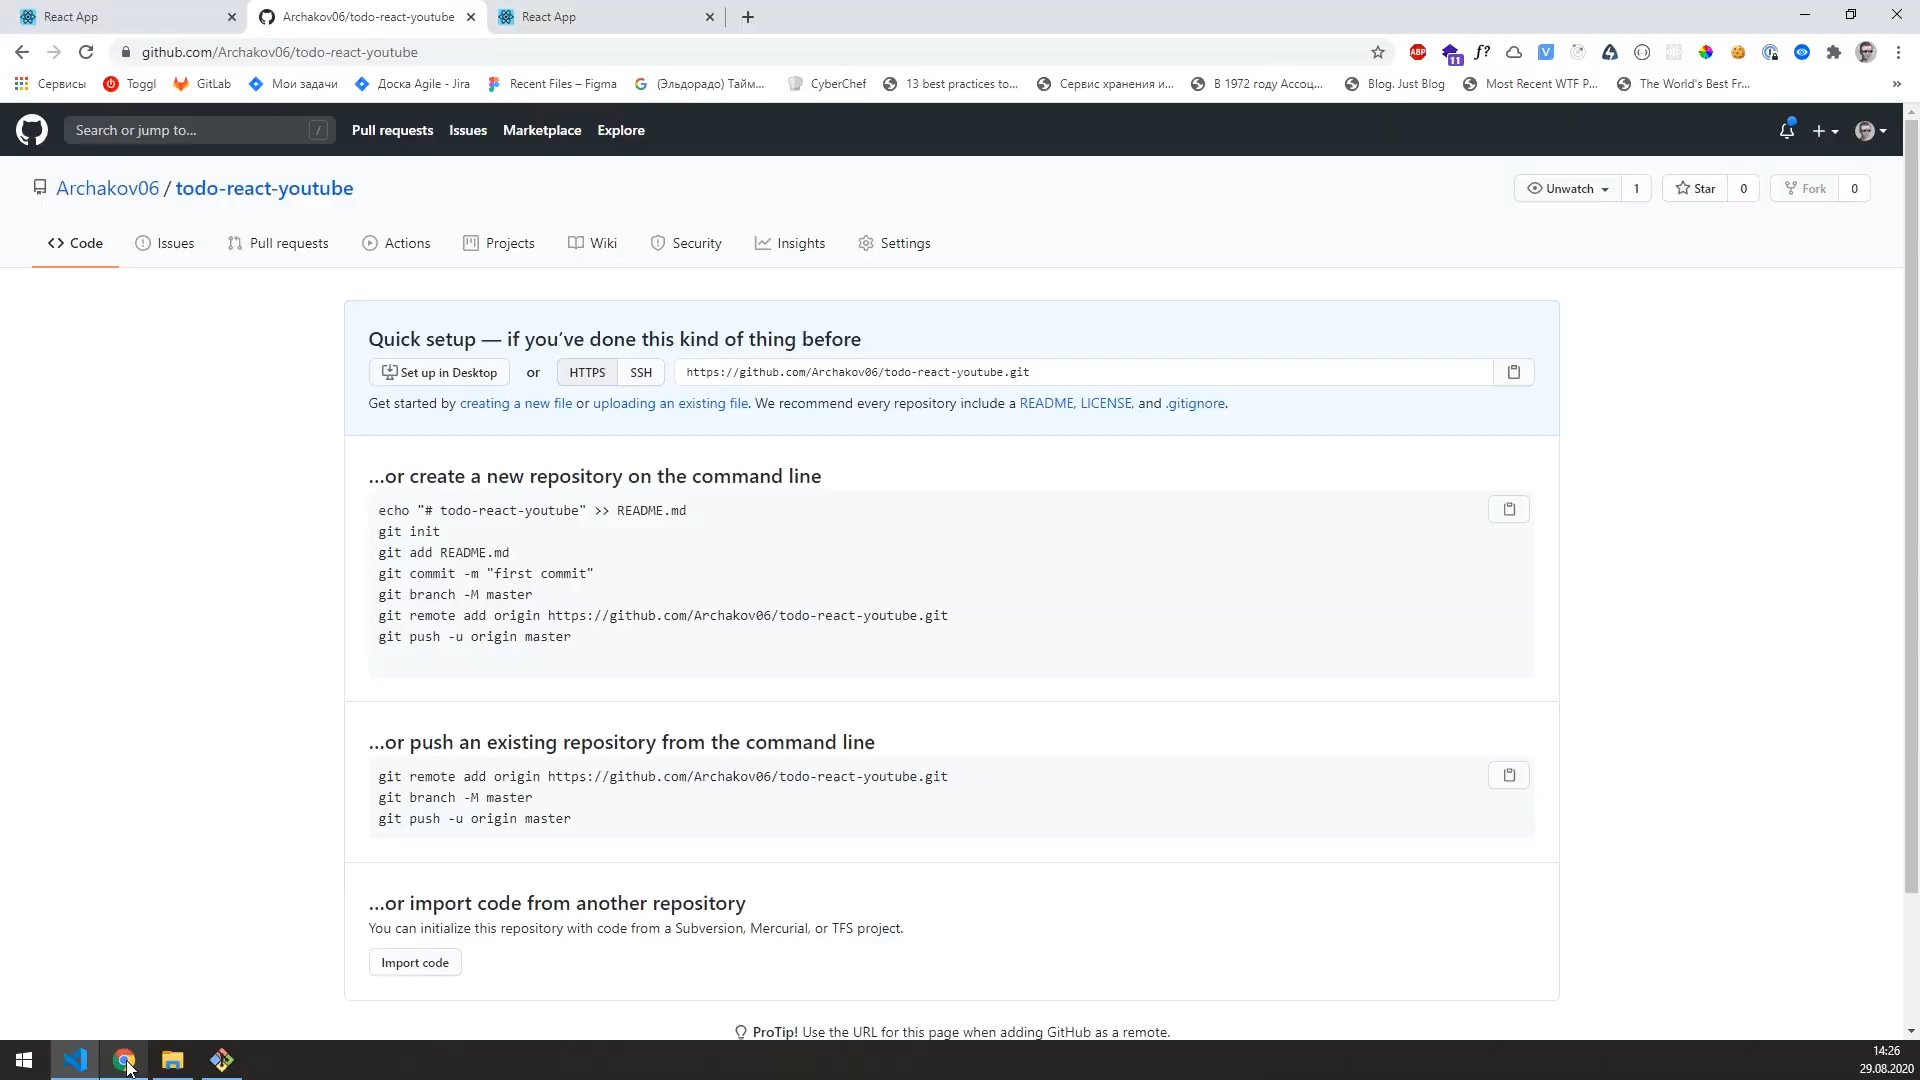 React App
Archakov06/todo-react-youtube
React App
github.com/Archakov06/todo-react-youtube
ABP
11
f?
V
Сервисы
Toggl
GitLab
Мои задачи
Доска Agile - Jira
Recent Files – Figma
(Эльдорадо) Тайм...
CyberChef
13 best practices to...
Сервис хранения и...
В 1972 году Ассоц...
Blog. Just Blog
Most Recent WTF P...
The World's Best Fr...
»
Search or jump to... /
Pull requests Issues Marketplace Explore
Archakov06 / todo-react-youtube
Unwatch 1 Star 0 Fork 0
Code Issues Pull requests Actions Projects Wiki Security Insights Settings
Quick setup — if you've done this kind of thing before
Set up in Desktop or HTTPS SSH https://github.com/Archakov06/todo-react-youtube.git
Get started by creating a new file or uploading an existing file. We recommend every repository include a README, LICENSE, and .gitignore.
…or create a new repository on the command line
echo "# todo-react-youtube" >> README.md
git init
git add README.md
git commit -m "first commit"
git branch -M master
git remote add origin https://github.com/Archakov06/todo-react-youtube.git
git push -u origin master
…or push an existing repository from the command line
git remote add origin https://github.com/Archakov06/todo-react-youtube.git
git branch -M master
git push -u origin master
…or import code from another repository
You can initialize this repository with code from a Subversion, Mercurial, or TFS project.
Import code
ProTip! Use the URL for this page when adding GitHub as a remote.
14:26
29.08.2020